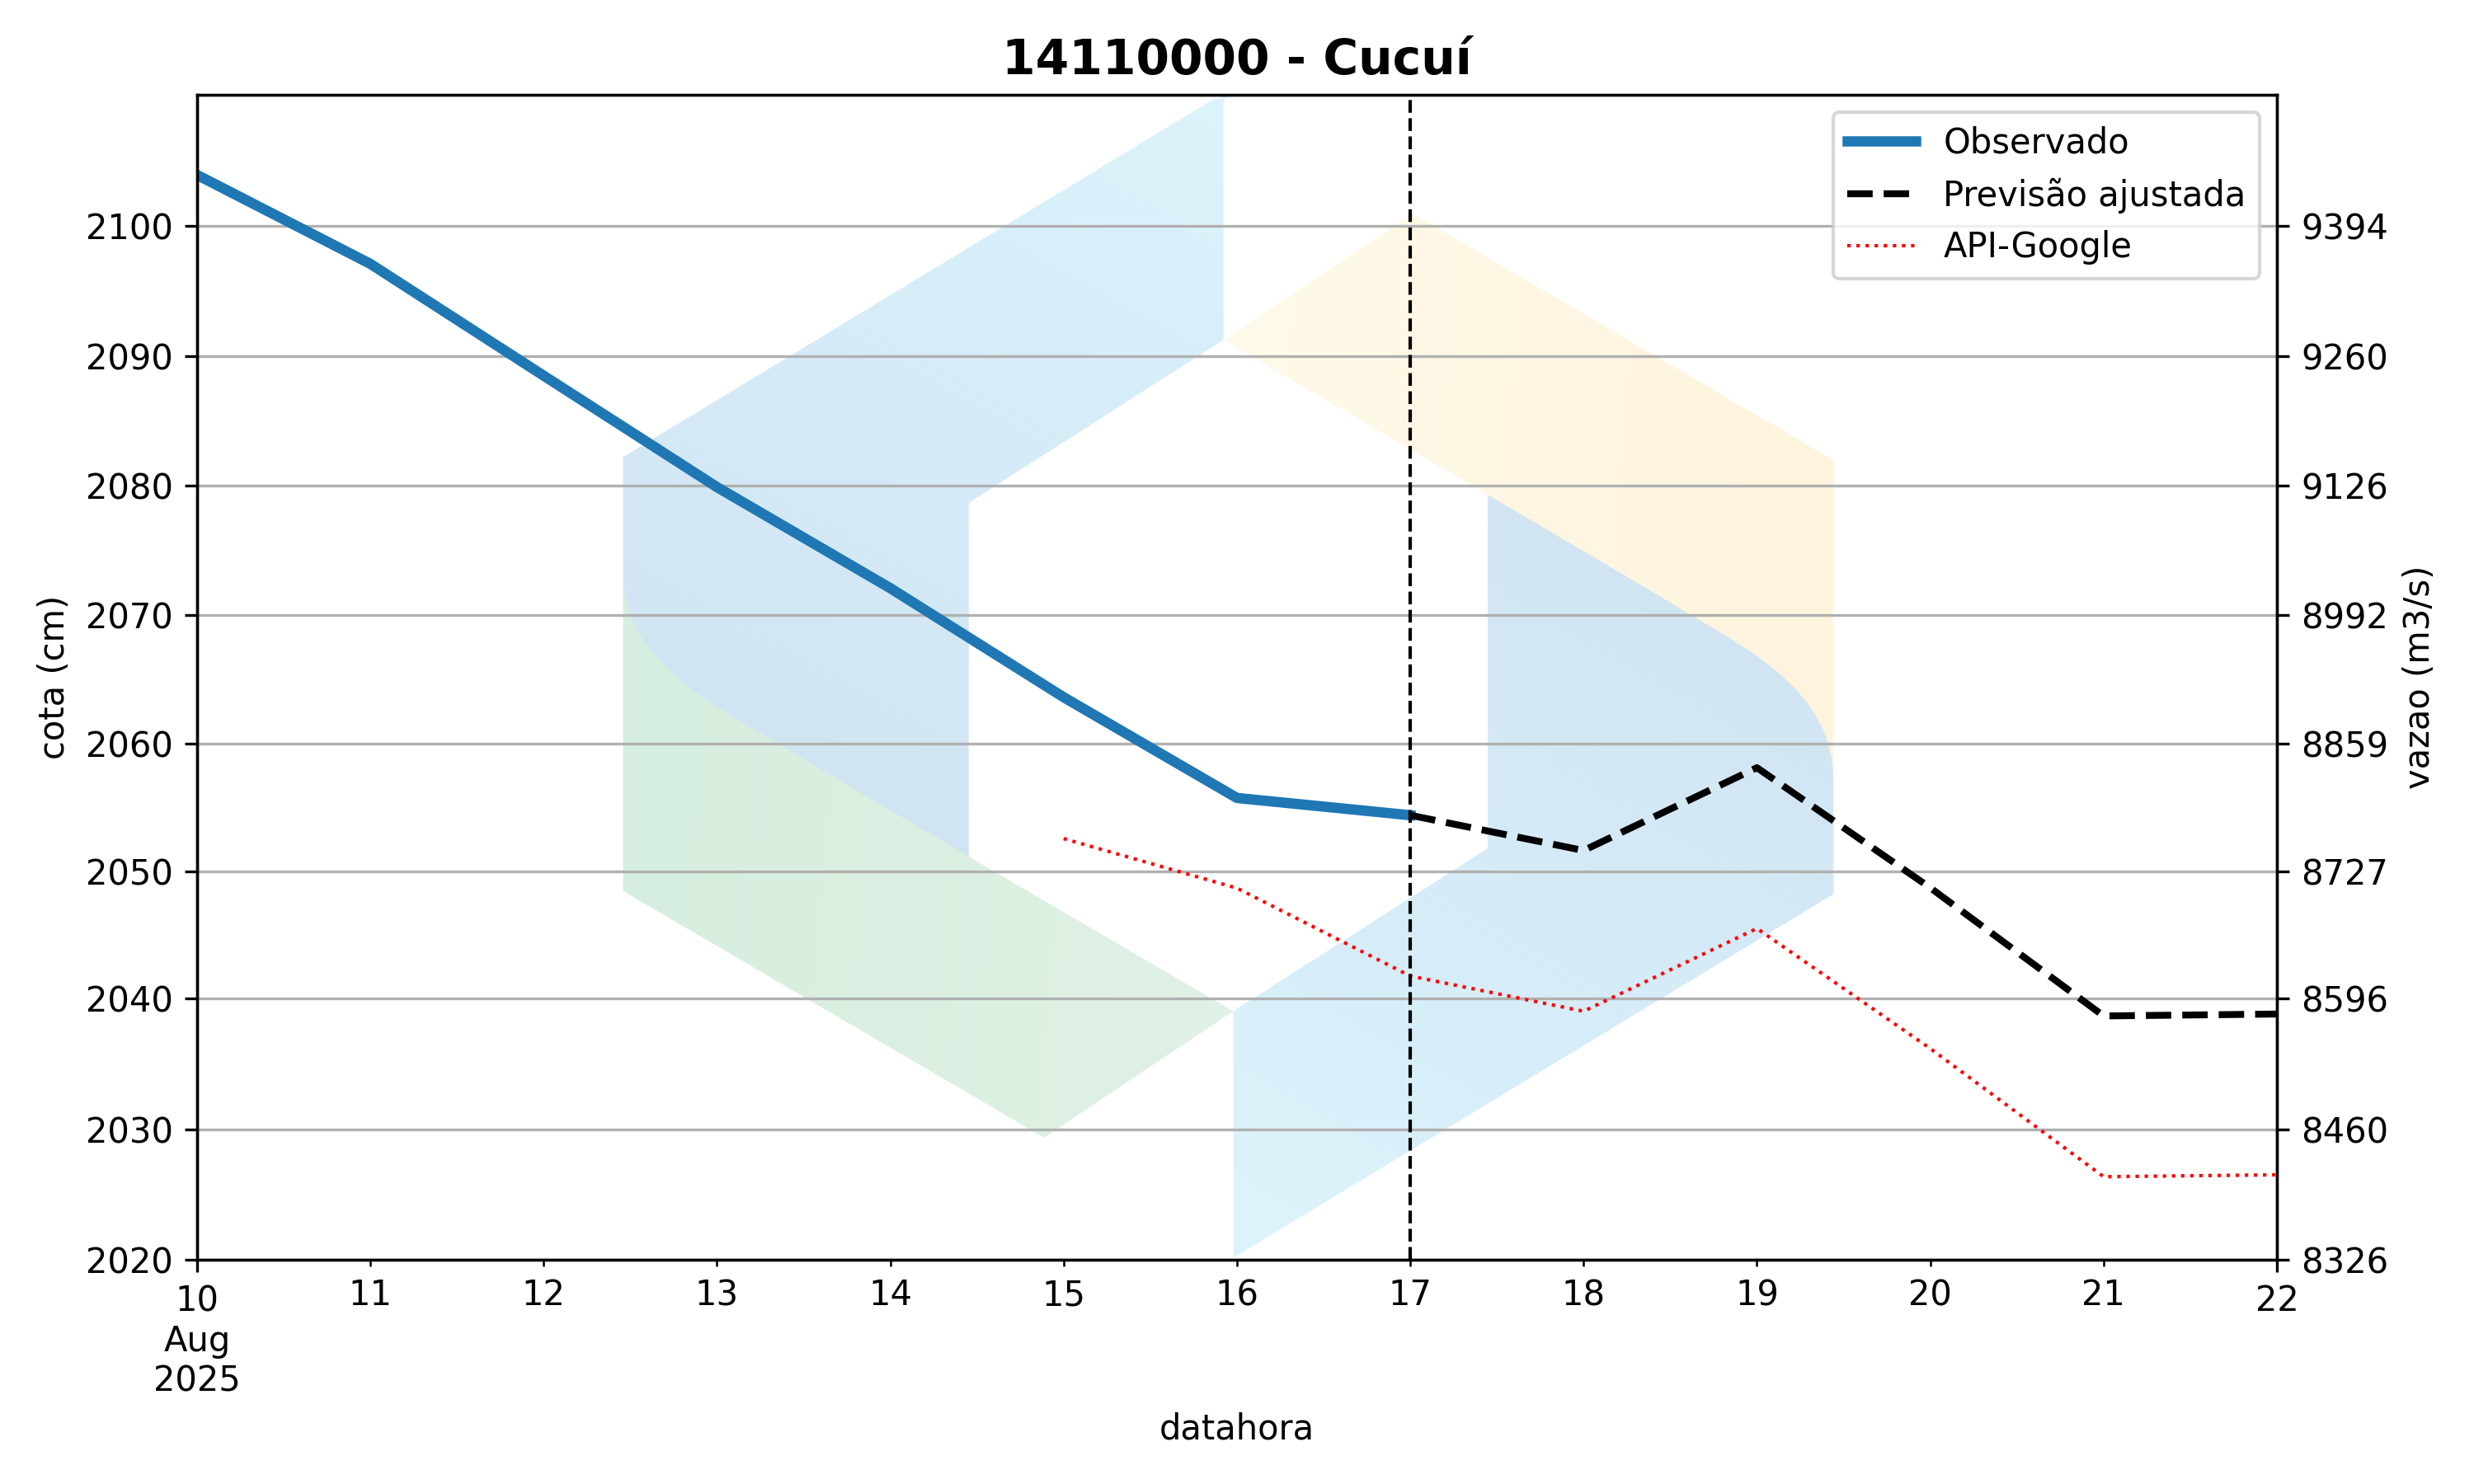 14110000 - Cucuí
Observado
Previsão ajustada
API-Google
2100
2090
2080
2070
2060
2050
2040
2030
2020
cota (cm)
9394
9260
9126
8992
8859
8727
8596
8460
8326
vazao (m3/s)
10 11 12 13 14 15 16 17 18 19 20 21 22
Aug
2025
datahora